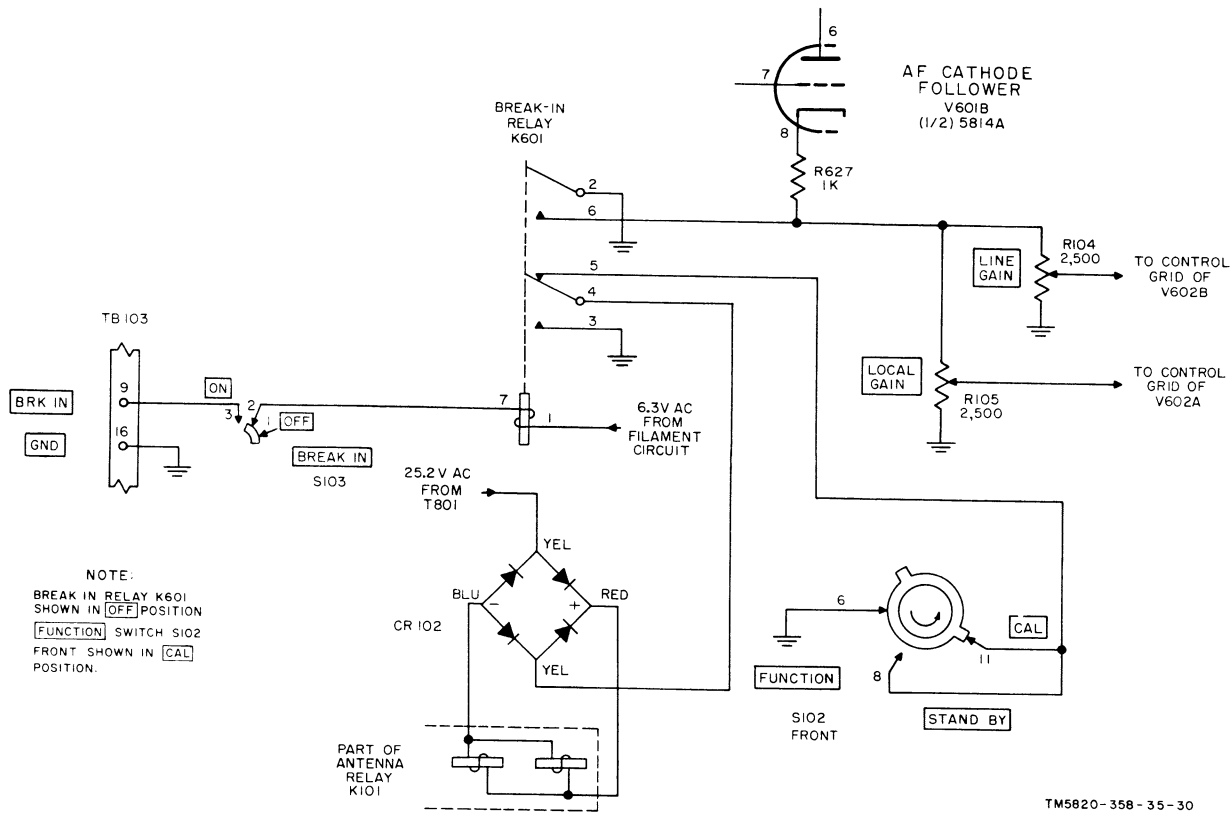 6
7
8
AF CATHODE
FOLLOWER
V601B
(1/2) 5814A
BREAK-IN
RELAY
K601
R627
1K
2
6
5
4
3
LINE
GAIN
R104
2,500
TO CONTROL
GRID OF
V602B
LOCAL
GAIN
R105
2,500
TO CONTROL
GRID OF
V602A
TB103
BRK IN
9
GND
16
ON
3
2
1
OFF
BREAK IN
S103
7
1
6.3V AC
FROM
FILAMENT
CIRCUIT
25.2V AC
FROM
T801
YEL
BLU
-
+
RED
CR 102
YEL
NOTE:
BREAK IN RELAY K601
SHOWN IN OFF POSITION
FUNCTION SWITCH S102
FRONT SHOWN IN CAL
POSITION.
PART OF
ANTENNA
RELAY
K101
6
FUNCTION
S102
FRONT
CAL
11
8
STAND BY
TM5820-358-35-30